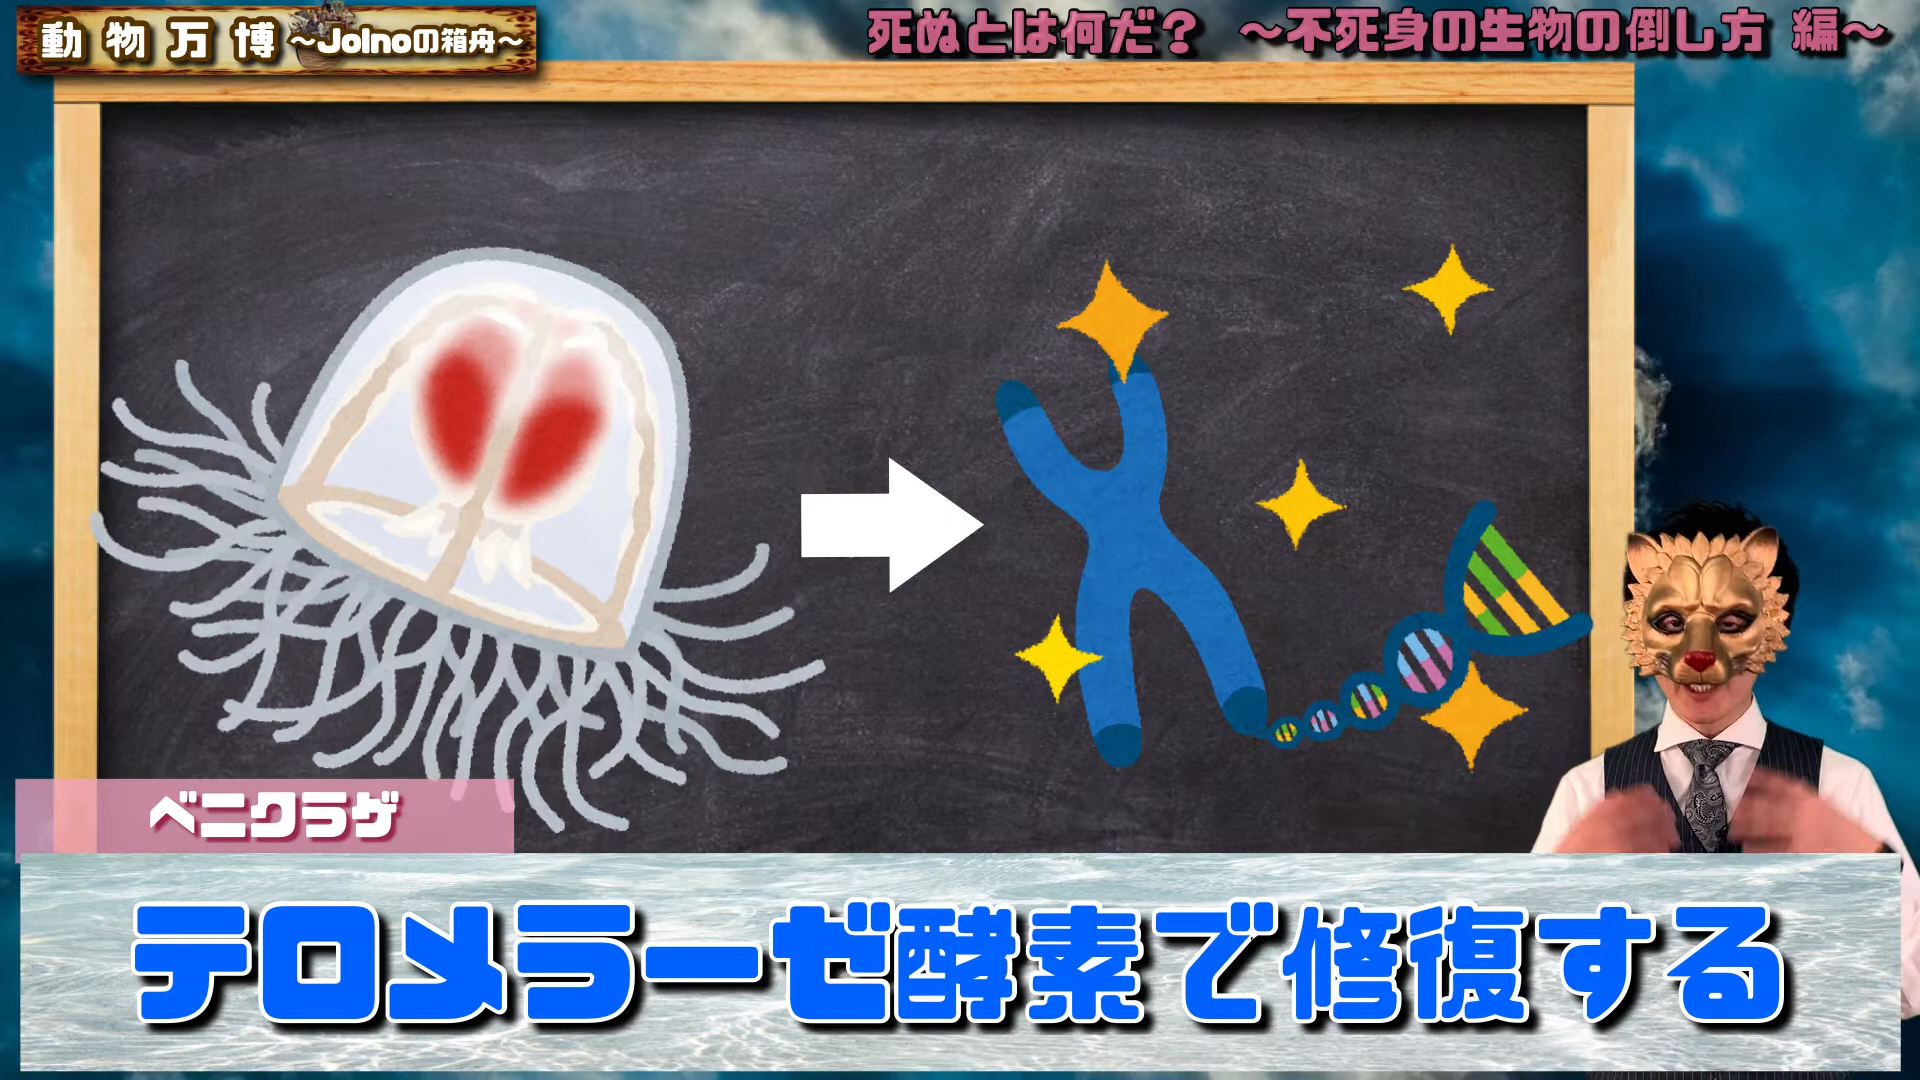 動物万博 ～Joinoの箱舟～
死ぬとは何だ？ ～不死身の生物の倒し方 編～
ベニクラゲ
テロメラーゼ酵素で修復する